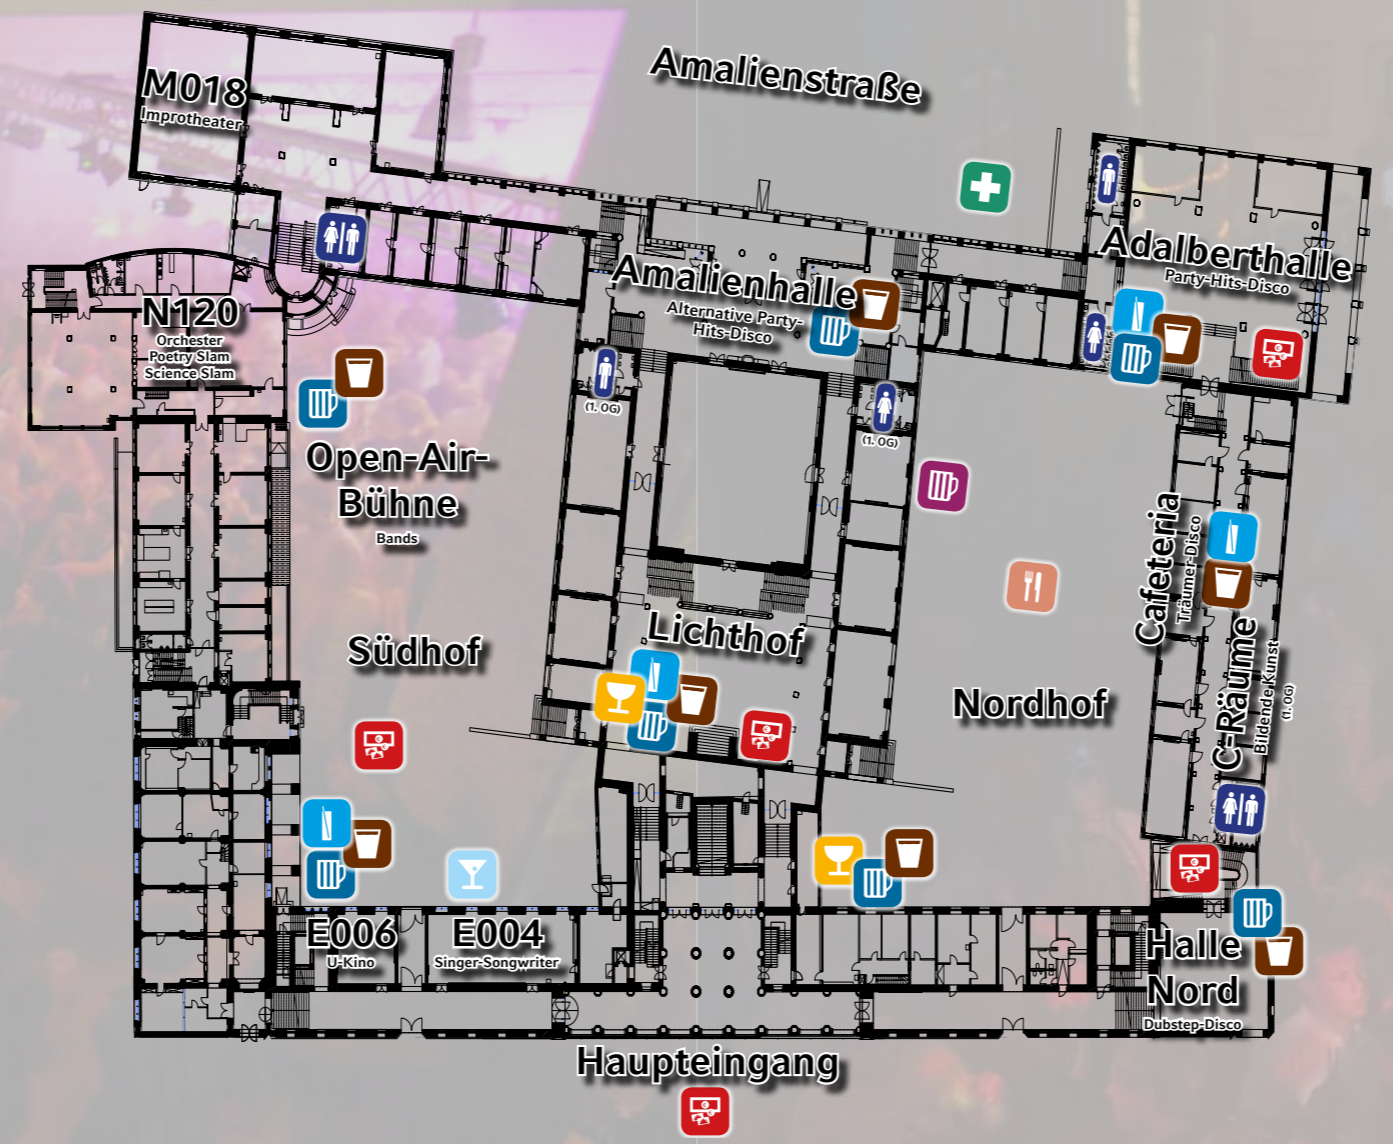 Amalienstraße
M018
Improtheater
Adalberthalle
Party-Hits-Disco
Amalienhalle
Alternative Party-
Hits-Disco
N120
Orchester
Poetry Slam
Science Slam
(1. OG)
(1. OG)
Open-Air-
Bühne
Bands
Cafeteria
Träumer-Disco
Lichthof
Südhof
Nordhof
C-Räume
Bildende Kunst
(1. OG)
E006
U-Kino
E004
Singer-Songwriter
Halle
Nord
Dubstep-Disco
Haupteingang